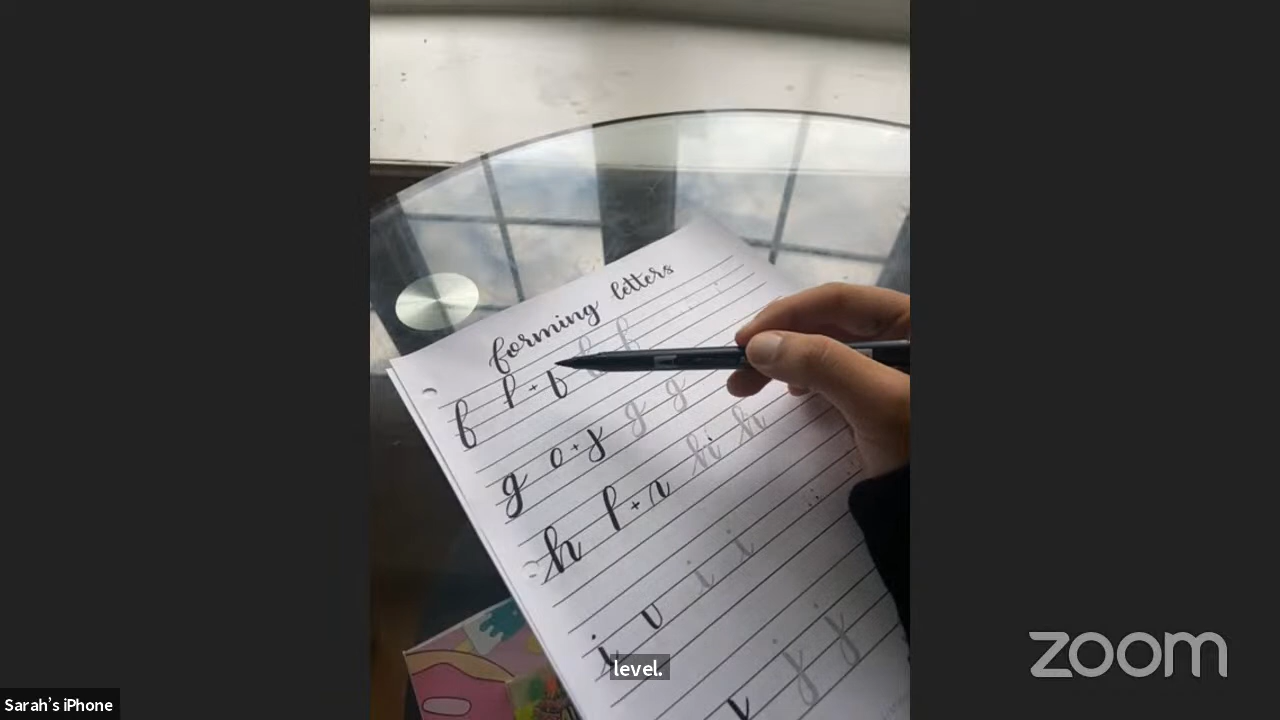 forming letters
f l + f f f
g o + j g g
h l + n h h
i v i i
j j
level.
Sarah's iPhone
zoom